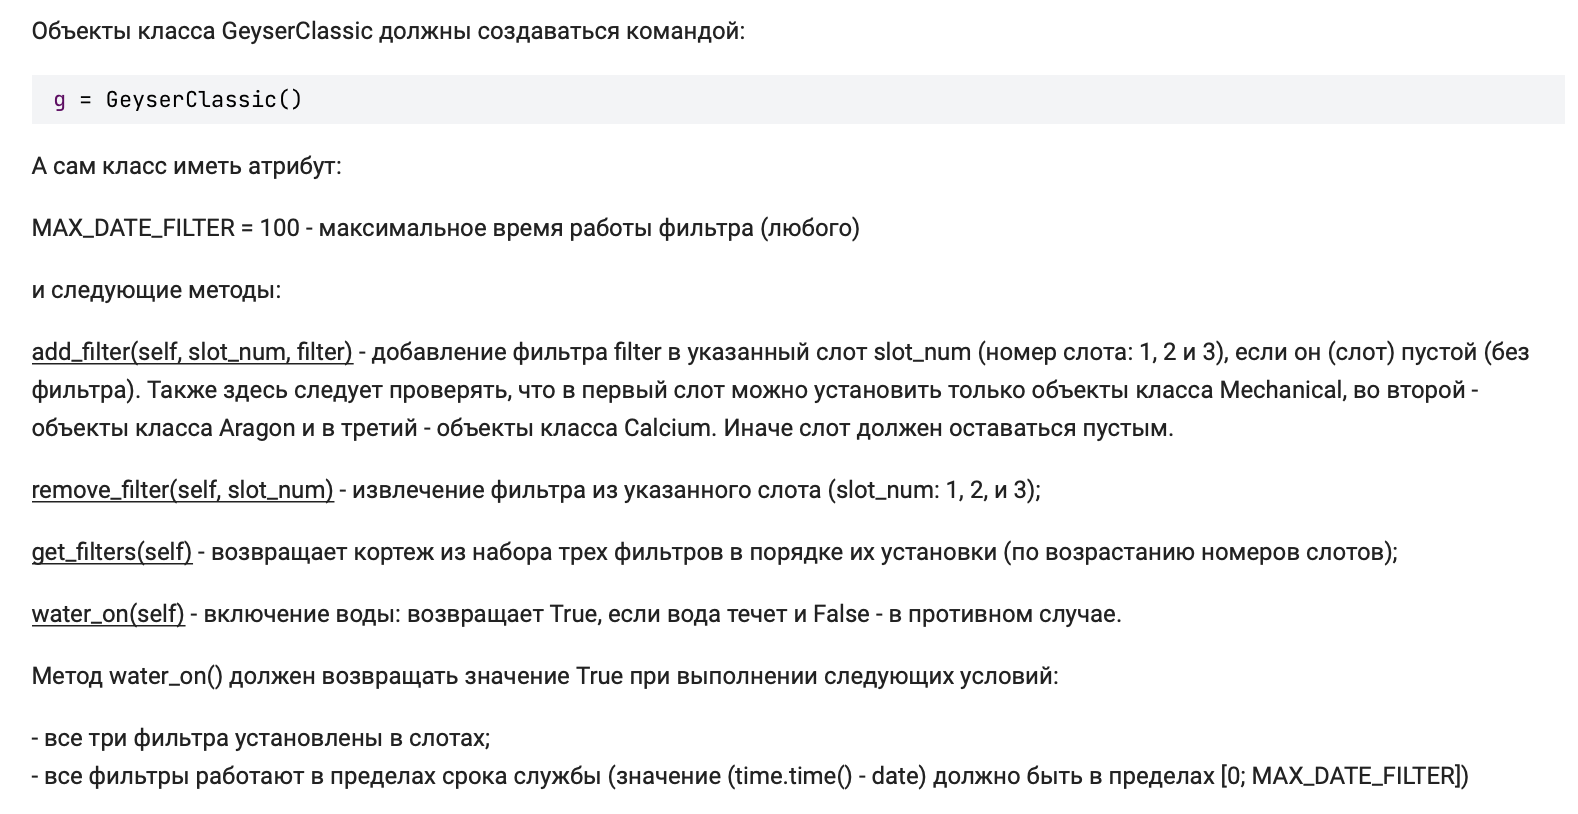 Объекты класса GeyserClassic должны создаваться командой:
g = GeyserClassic()
А сам класс иметь атрибут:
MAX_DATE_FILTER = 100 - максимальное время работы фильтра (любого)
и следующие методы:
add_filter(self, slot_num, filter) - добавление фильтра filter в указанный слот slot_num (номер слота: 1, 2 и 3), если он (слот) пустой (без
фильтра). Также здесь следует проверять, что в первый слот можно установить только объекты класса Mechanical, во второй -
объекты класса Aragon и в третий - объекты класса Calcium. Иначе слот должен оставаться пустым.
remove_filter(self, slot_num) - извлечение фильтра из указанного слота (slot_num: 1, 2, и 3);
get_filters(self) - возвращает кортеж из набора трех фильтров в порядке их установки (по возрастанию номеров слотов);
water_on(self) - включение воды: возвращает True, если вода течет и False - в противном случае.
Метод water_on() должен возвращать значение True при выполнении следующих условий:
- все три фильтра установлены в слотах;
- все фильтры работают в пределах срока службы (значение (time.time() - date) должно быть в пределах [0; MAX_DATE_FILTER])